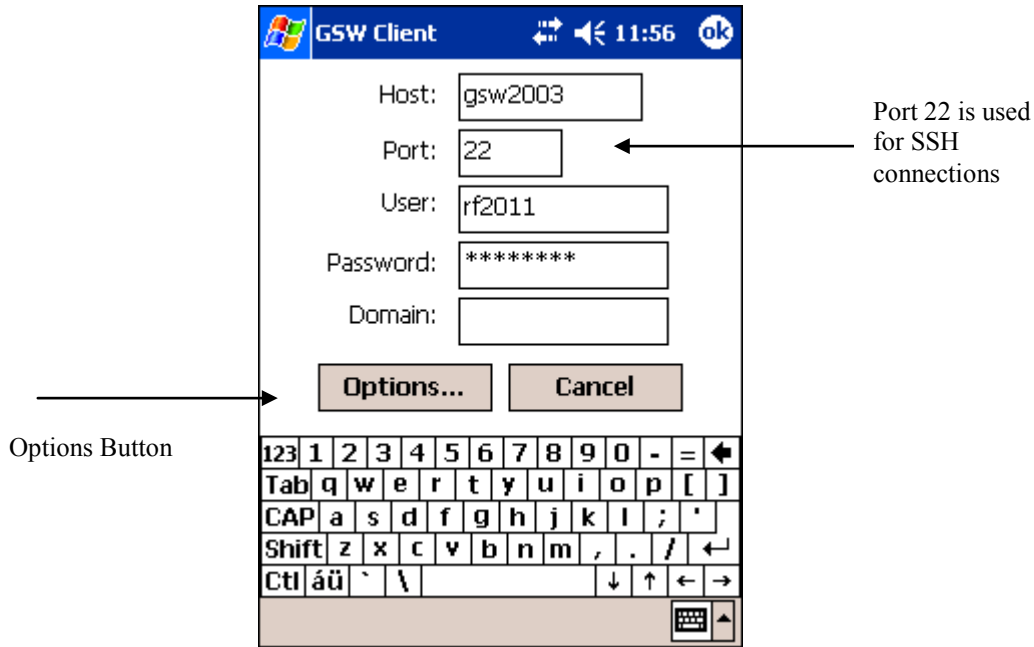 GSW Client 11:56 ok
Host: gsw2003
Port: 22
Port 22 is used
for SSH
connections
User: rf2011
Password: ********
Domain:
Options... Cancel
Options Button
123 1 2 3 4 5 6 7 8 9 0 - =
Tab q w e r t y u i o p [ ]
CAP a s d f g h j k l ; '
Shift z x c v b n m , . /
Ctl áü ` \ ↓ ↑ ← →